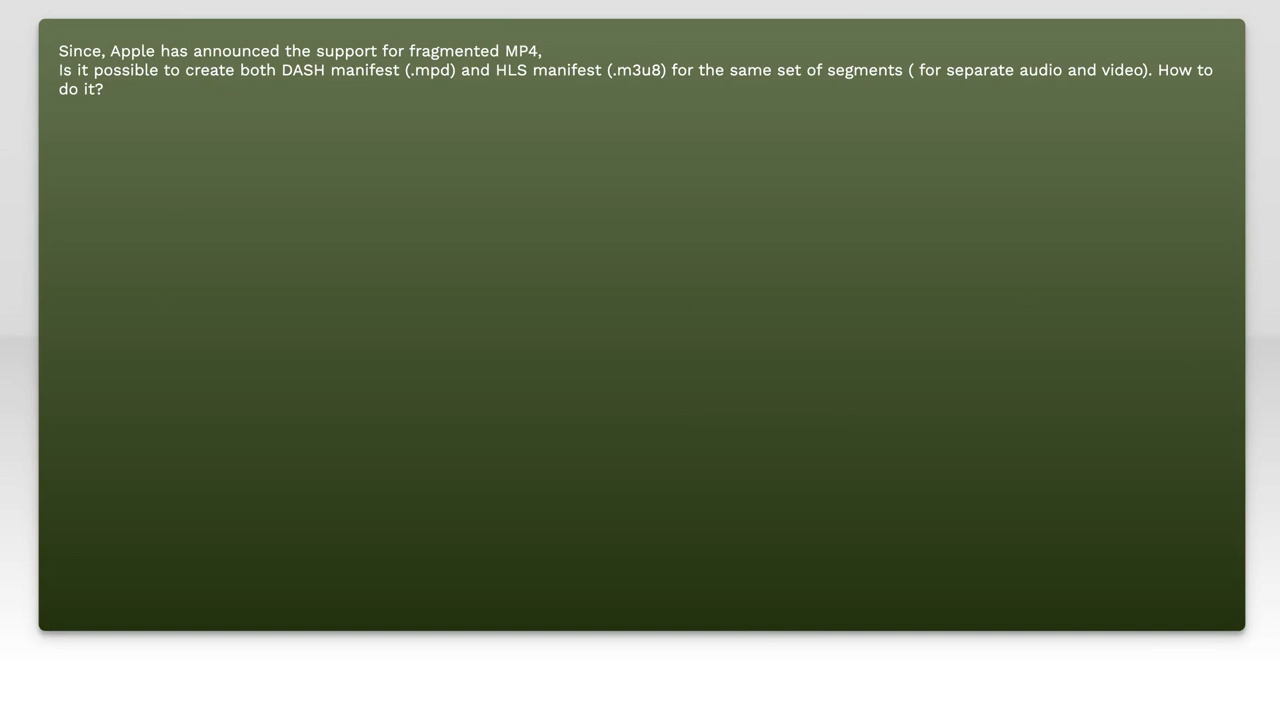 Since, Apple has announced the support for fragmented MP4,
Is it possible to create both DASH manifest (.mpd) and HLS manifest (.m3u8) for the same set of segments ( for separate audio and video). How to
do it?